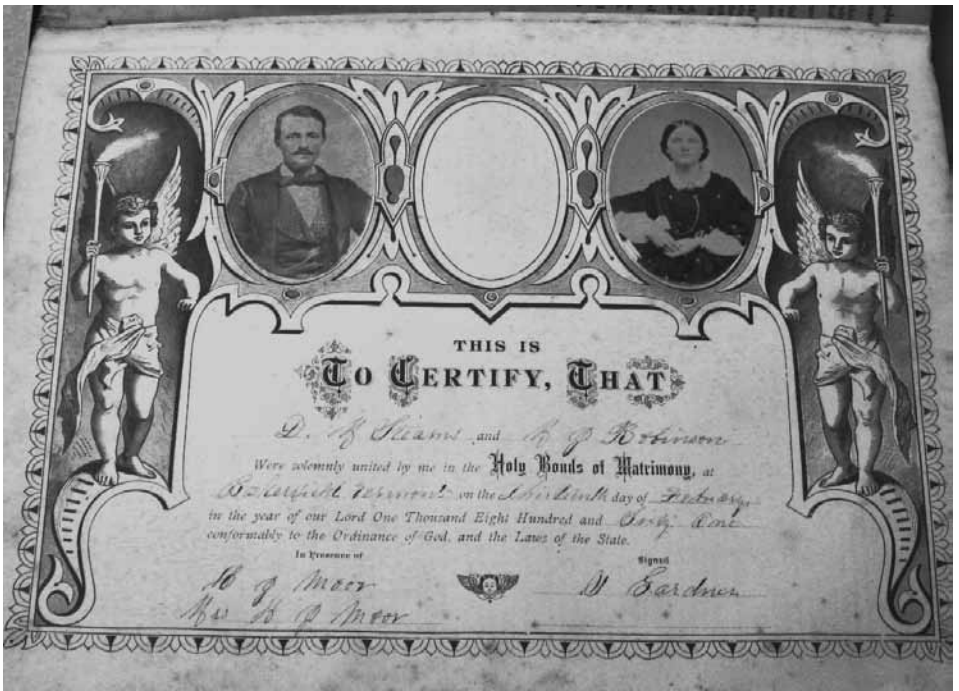 THIS IS
TO CERTIFY, THAT
D. and Robinson
Were solemnly united by me in the Holy Bonds of Matrimony, at
Vermont on the day of February
in the year of our Lord One Thousand Eight Hundred and One
conformably to the Ordinance of God, and the Laws of the State.
In Presence of Signed
H J Moor Gardner
Mrs H J Moor